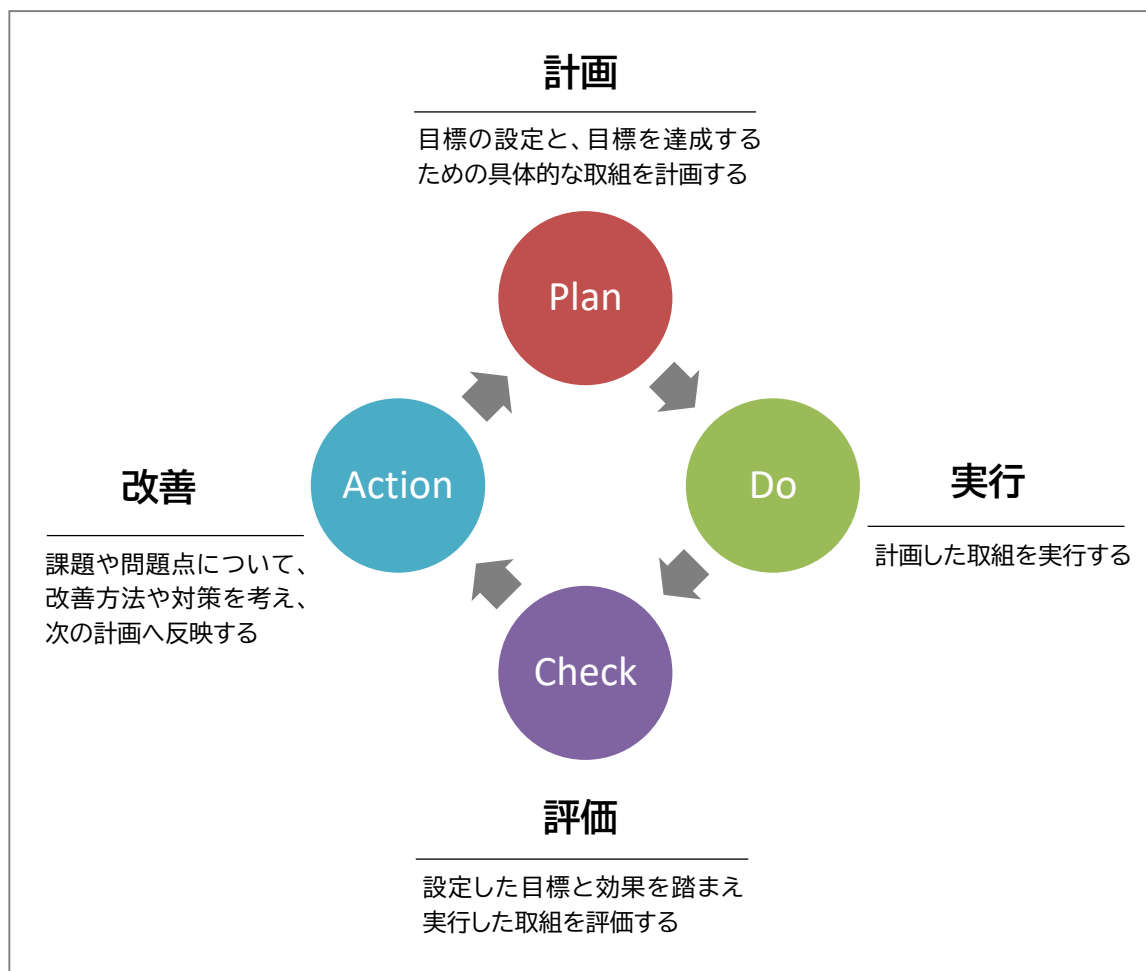 計画
目標の設定と、目標を達成する
ための具体的な取組を計画する
Plan
Do
実行
計画した取組を実行する
Check
評価
設定した目標と効果を踏まえ
実行した取組を評価する
Action
改善
課題や問題点について、
改善方法や対策を考え、
次の計画へ反映する